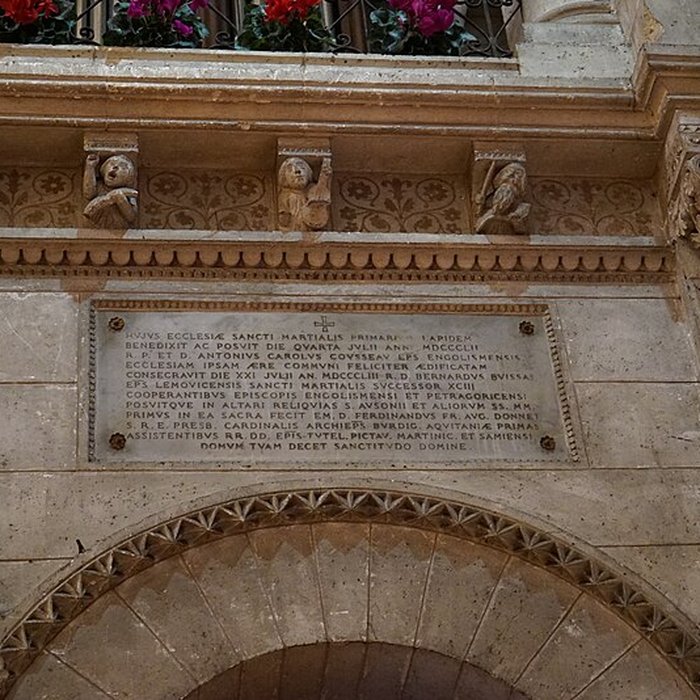 HVJVS ECCLESIÆ SANCTI MARTIALIS PRIMARIVM LAPIDEM
BENEDIXIT AC POSVIT DIE QVARTA JVLII ANN. MDCCCLII
R. P. ET D. ANTONIVS CAROLVS COVSSEAV EPS ENGOLISMENSIS.
ECCLESIAM IPSAM ÆRE COMMVNI FELICITER ÆDIFICATAM
CONSECRAVIT DIE XXI JVLII AN. MDCCCLIII R. D. BERNARDVS BVISSAS
EPS LEMOVICENSIS SANCTI MARTIALIS SVCCESSOR XCIIJ
COOPERANTIBVS EPISCOPIS ENGOLISMENSI ET PETRAGORICENSI
POSVITQVE IN ALTARI RELIQVIAS S. AVSONII ET ALIORVM SS. MM.
PRIMVS IN EA SACRA FECIT EM. D. FERDINANDVS FR. AVG. DONNET
S. R. E. PRESB. CARDINALIS ARCHIEPS BVRDIG. AQVITANIÆ PRIMAS
ASSISTENTIBVS RR. DD. EPIS. TVTEL. PICTAV. MARTINIC. ET SAMIENSI
DOMVM TVAM DECET SANCTITVDO DOMINE.